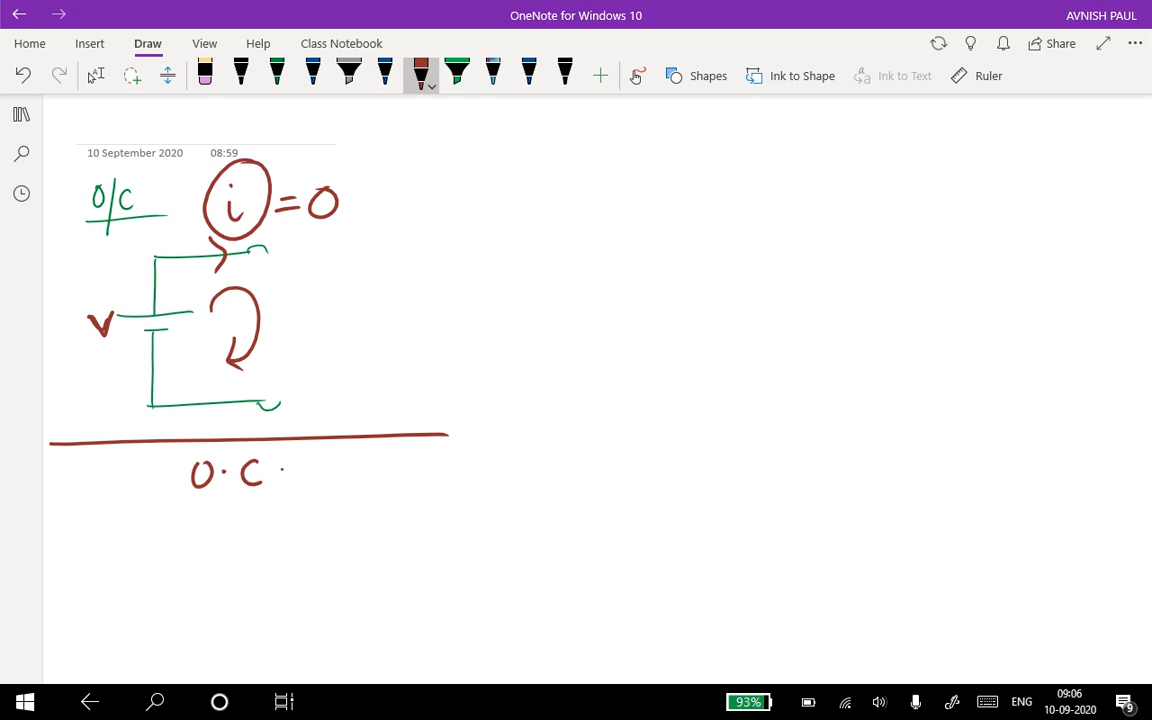 OneNote for Windows 10
AVNISH PAUL
Home Insert Draw View Help Class Notebook
Share
Shapes Ink to Shape Ink to Text Ruler
10 September 2020 08:59
O/C i = 0
V
O.C.
93% ENG 09:06
10-09-2020
9